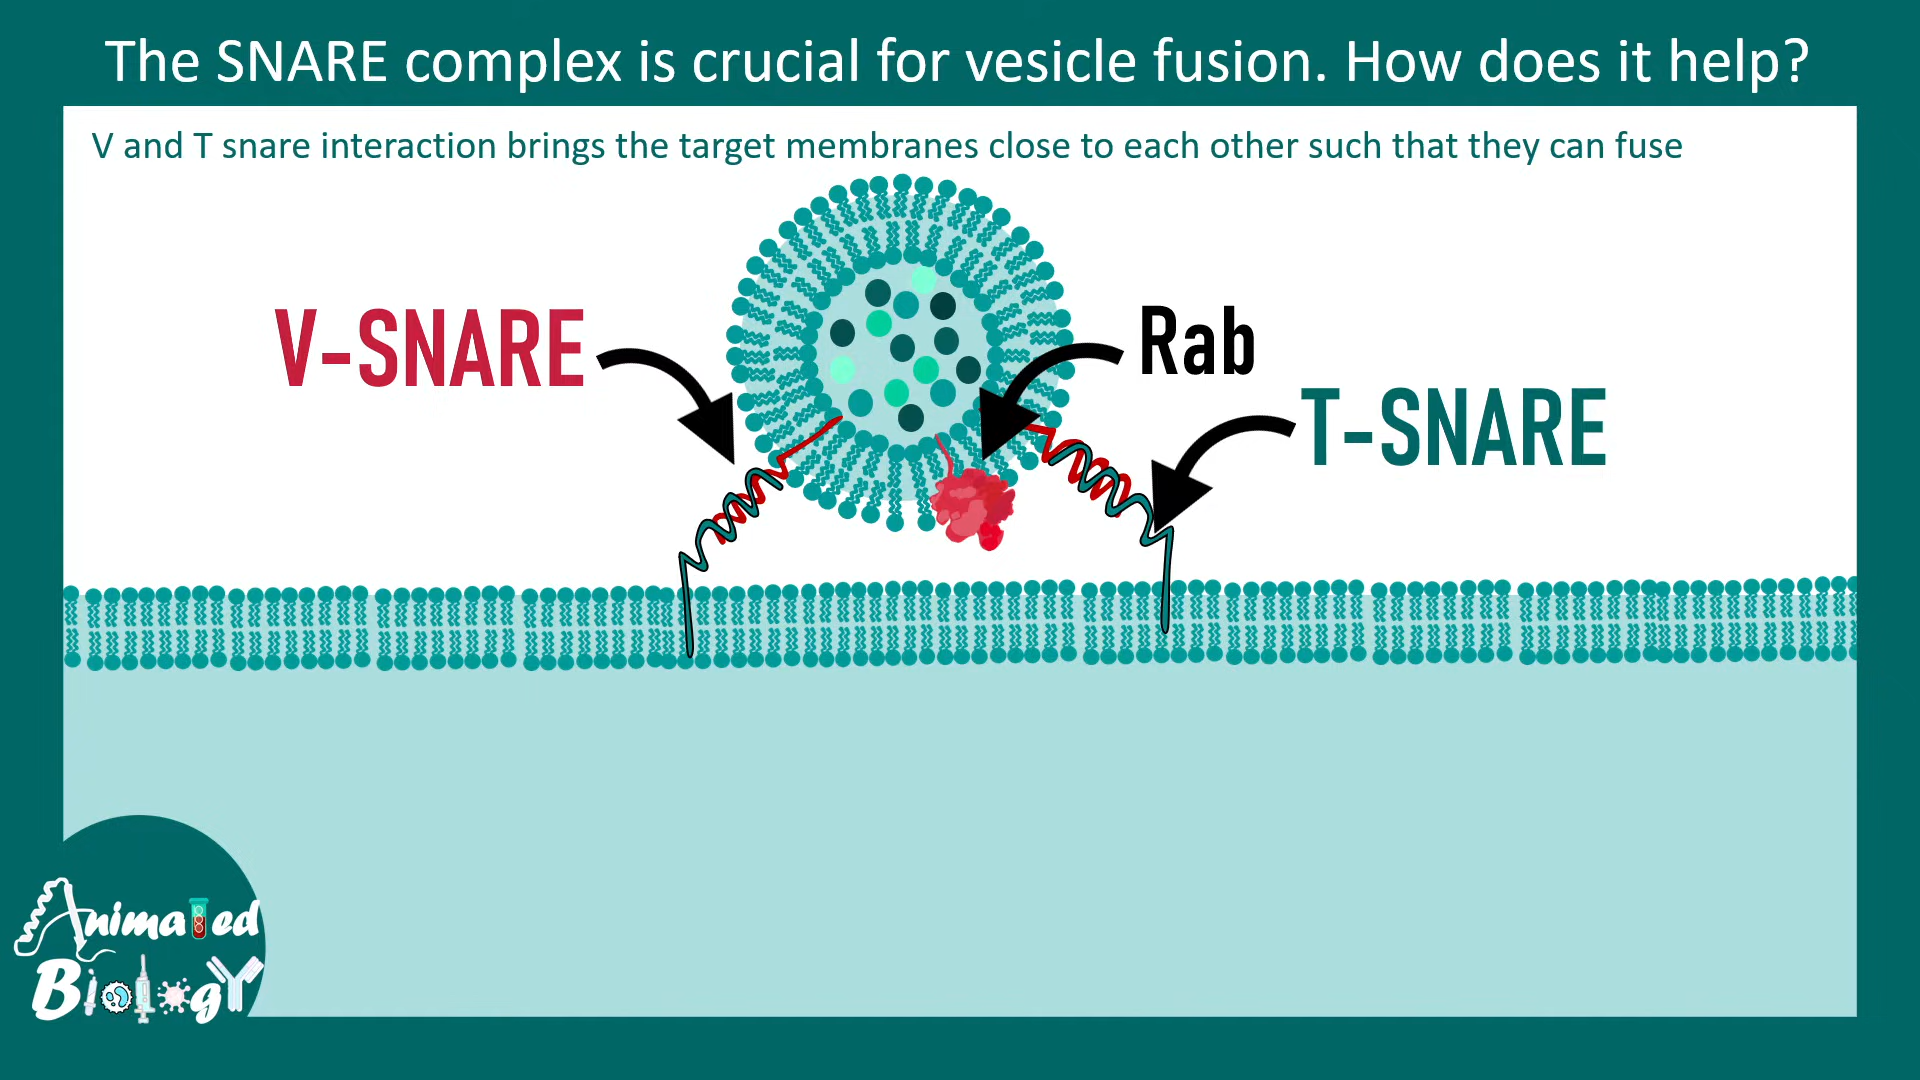 The SNARE complex is crucial for vesicle fusion. How does it help?
V and T snare interaction brings the target membranes close to each other such that they can fuse
V-SNARE
Rab
T-SNARE
Animated
Biology